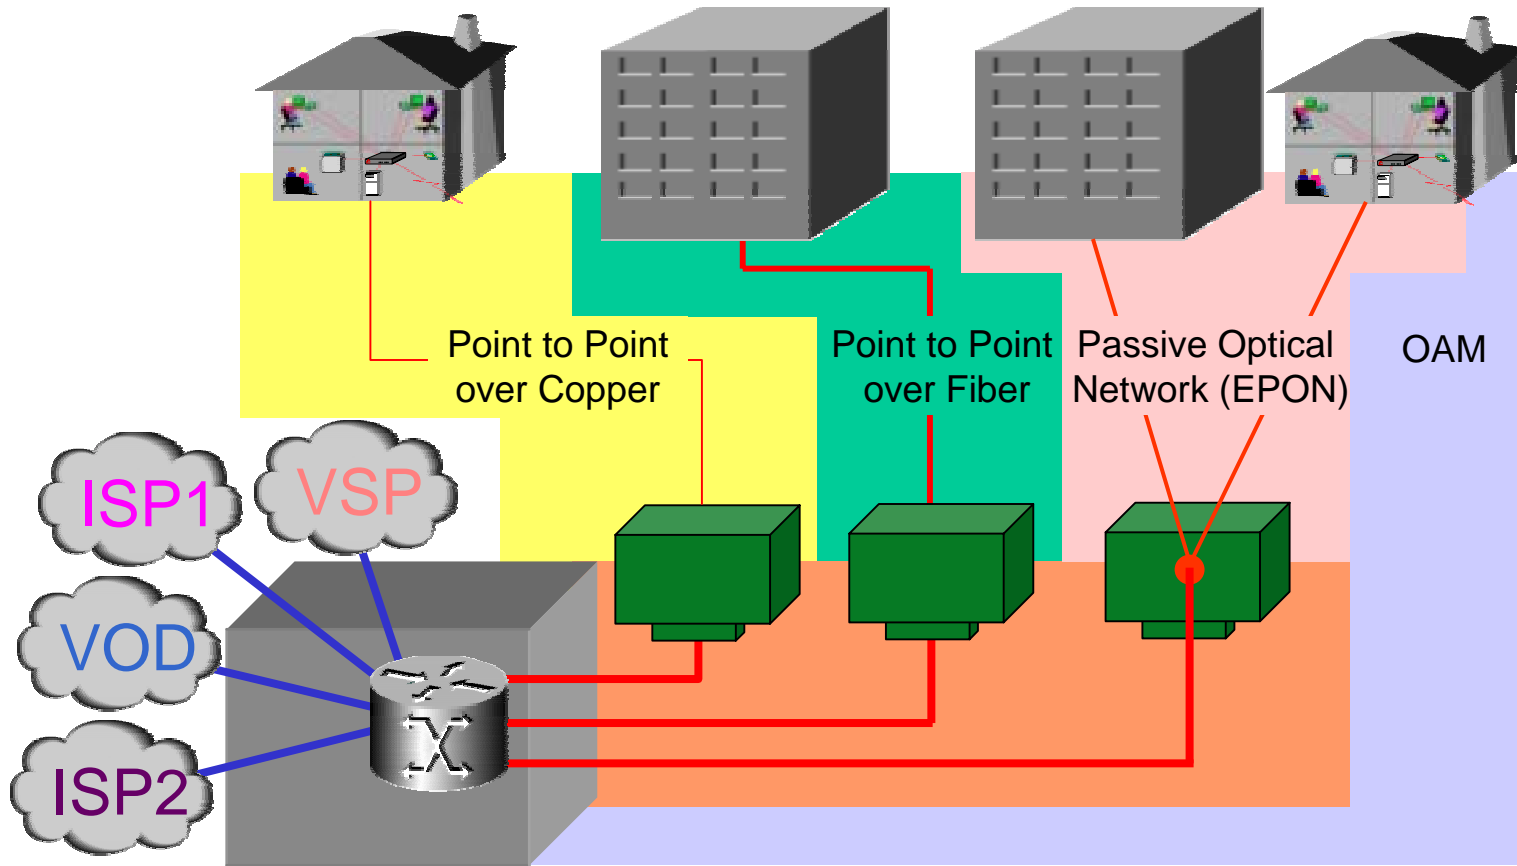 Point to Point
over Copper
Point to Point
over Fiber
Passive Optical
Network (EPON)
OAM
ISP1
VSP
VOD
ISP2